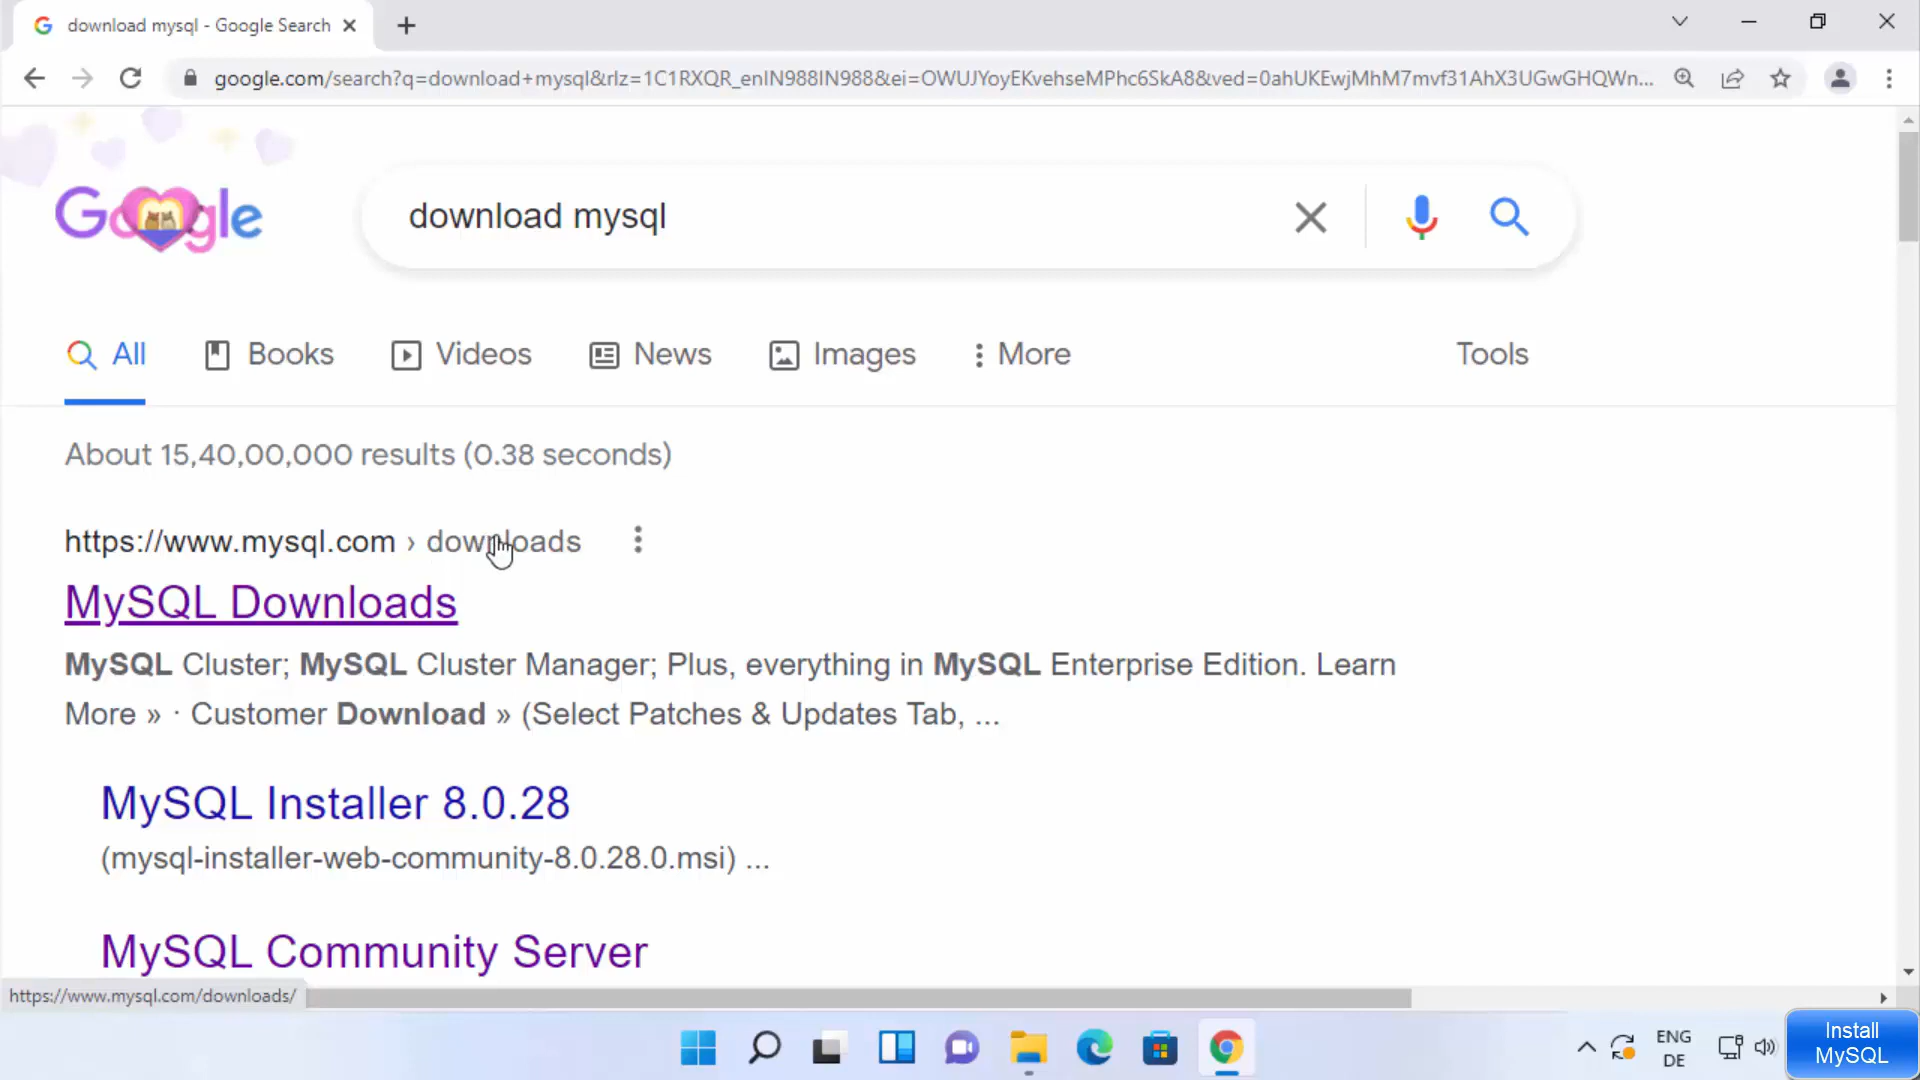 download mysql - Google Search
google.com/search?q=download+mysql&rlz=1C1RXQR_enIN988IN988&ei=OWUJYoyEKvehseMPhc6SkA8&ved=0ahUKEwjMhM7mvf31AhX3UGwGHQWn...
Google
download mysql
All Books Videos News Images More Tools
About 15,40,00,000 results (0.38 seconds)
https://www.mysql.com › downloads
MySQL Downloads
MySQL Cluster; MySQL Cluster Manager; Plus, everything in MySQL Enterprise Edition. Learn
More » · Customer Download » (Select Patches & Updates Tab, ...
MySQL Installer 8.0.28
(mysql-installer-web-community-8.0.28.0.msi) ...
MySQL Community Server
https://www.mysql.com/downloads/
ENG
DE
Install
MySQL